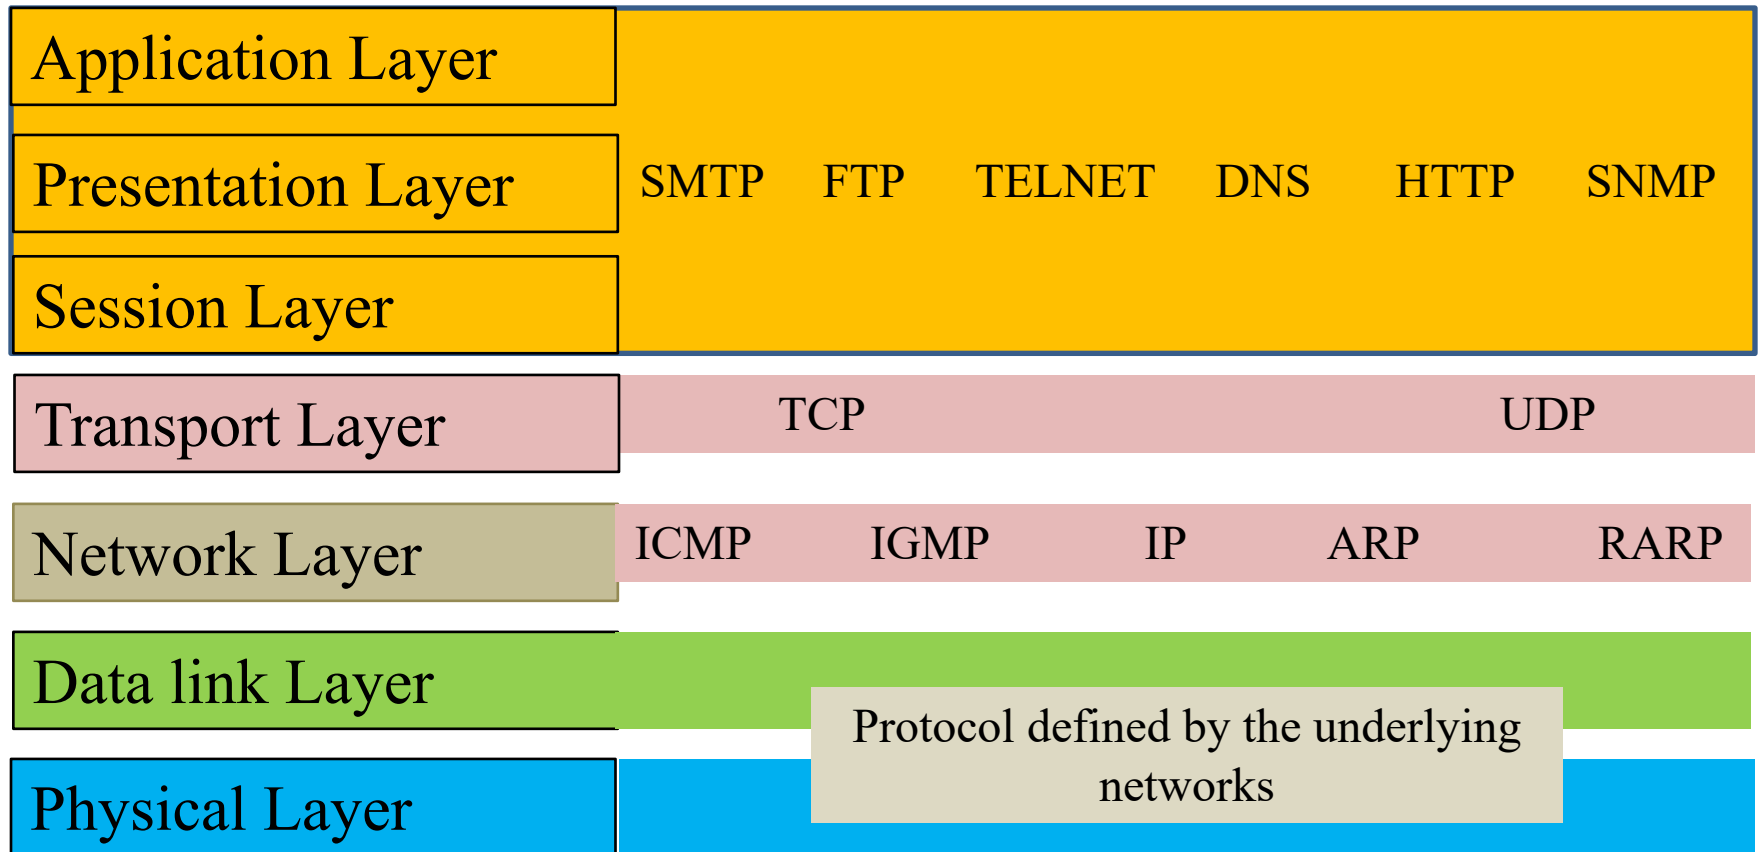 Application Layer
Presentation Layer SMTP FTP TELNET DNS HTTP SNMP
Session Layer
Transport Layer TCP UDP
Network Layer ICMP IGMP IP ARP RARP
Data link Layer
Protocol defined by the underlying
networks
Physical Layer